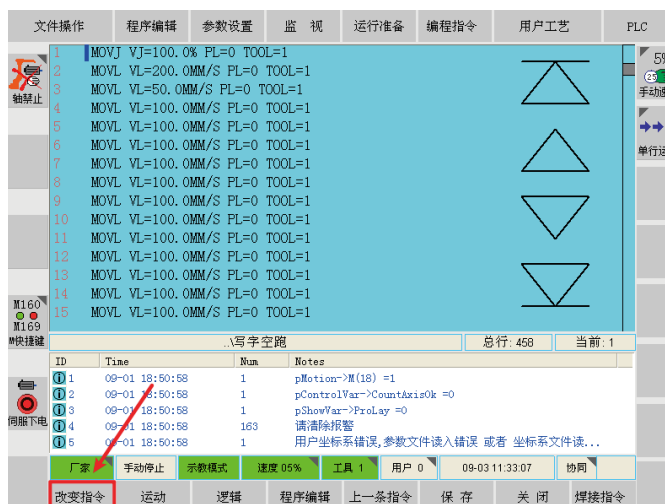 文件操作 程序编辑 参数设置 监 视 运行准备 编程指令 用户工艺 PLC
轴禁止
M160
M169
M快捷键
伺服下电
1 MOVJ VJ=100.0% PL=0 TOOL=1
2 MOVL VL=200.0MM/S PL=0 TOOL=1
3 MOVL VL=50.0MM/S PL=0 TOOL=1
4 MOVL VL=100.0MM/S PL=0 TOOL=1
5 MOVL VL=100.0MM/S PL=0 TOOL=1
6 MOVL VL=100.0MM/S PL=0 TOOL=1
7 MOVL VL=100.0MM/S PL=0 TOOL=1
8 MOVL VL=100.0MM/S PL=0 TOOL=1
9 MOVL VL=100.0MM/S PL=0 TOOL=1
10 MOVL VL=100.0MM/S PL=0 TOOL=1
11 MOVL VL=100.0MM/S PL=0 TOOL=1
12 MOVL VL=100.0MM/S PL=0 TOOL=1
13 MOVL VL=100.0MM/S PL=0 TOOL=1
14 MOVL VL=100.0MM/S PL=0 TOOL=1
15 MOVL VL=100.0MM/S PL=0 TOOL=1
5%
25
手动速
单行运
..\写字空跑 总行: 458 当前: 1
ID Time Num Notes
1 09-01 18:50:58 1 pMotion->M(18) =1
2 09-01 18:50:58 1 pControlVar->CountAxisOk =0
3 09-01 18:50:58 1 pShowVar->ProLay =0
4 09-01 18:50:58 163 请清除报警
5 09-01 18:50:58 1 用户坐标系错误,参数文件读入错误 或者 坐标系文件读...
厂家 手动停止 示教模式 速度 05% 工具 1 用户 0 09-03 11:33:07 协同
改变指令 运动 逻辑 程序编辑 上一条指令 保 存 关 闭 焊接指令